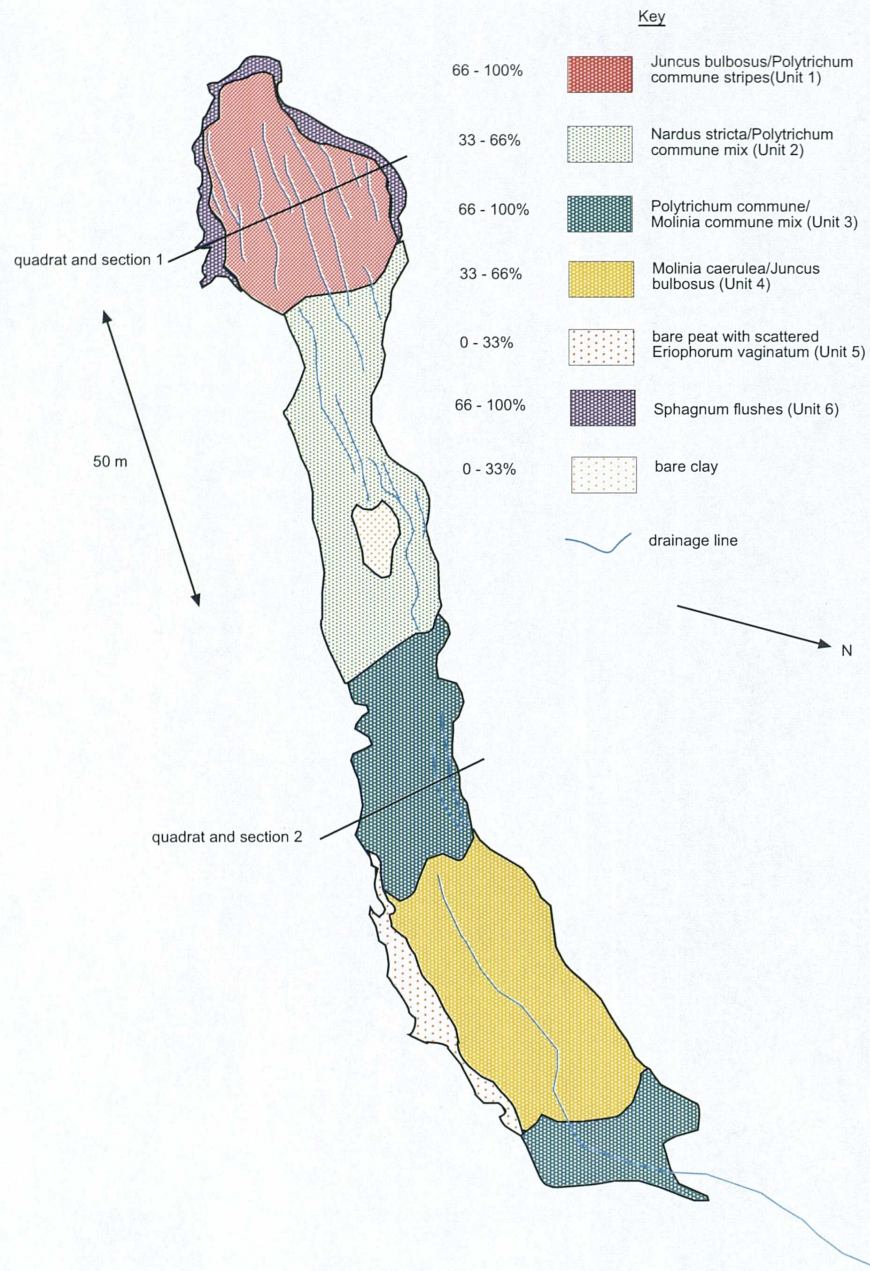 Key
66 - 100%
Juncus bulbosus/Polytrichum
commune stripes(Unit 1)
33 - 66%
Nardus stricta/Polytrichum
commune mix (Unit 2)
66 - 100%
Polytrichum commune/
Molinia commune mix (Unit 3)
quadrat and section 1
33 - 66%
Molinia caerulea/Juncus
bulbosus (Unit 4)
0 - 33%
bare peat with scattered
Eriophorum vaginatum (Unit 5)
66 - 100%
Sphagnum flushes (Unit 6)
50 m
0 - 33%
bare clay
drainage line
N
quadrat and section 2